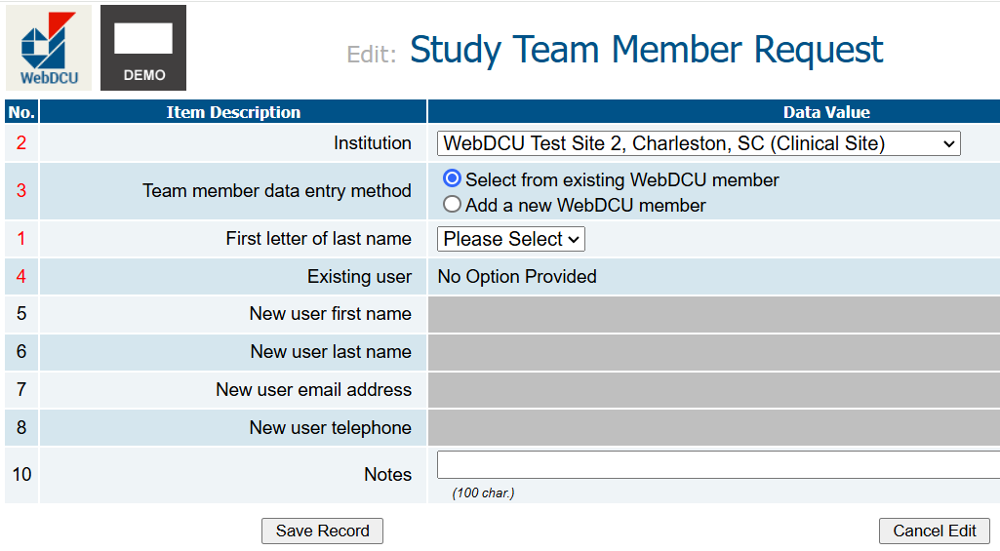 WebDCU
DEMO
Edit: Study Team Member Request
No. Item Description Data Value
2 Institution WebDCU Test Site 2, Charleston, SC (Clinical Site)
3 Team member data entry method Select from existing WebDCU member
Add a new WebDCU member
1 First letter of last name Please Select
4 Existing user No Option Provided
5 New user first name
6 New user last name
7 New user email address
8 New user telephone
10 Notes
(100 char.)
Save Record Cancel Edit